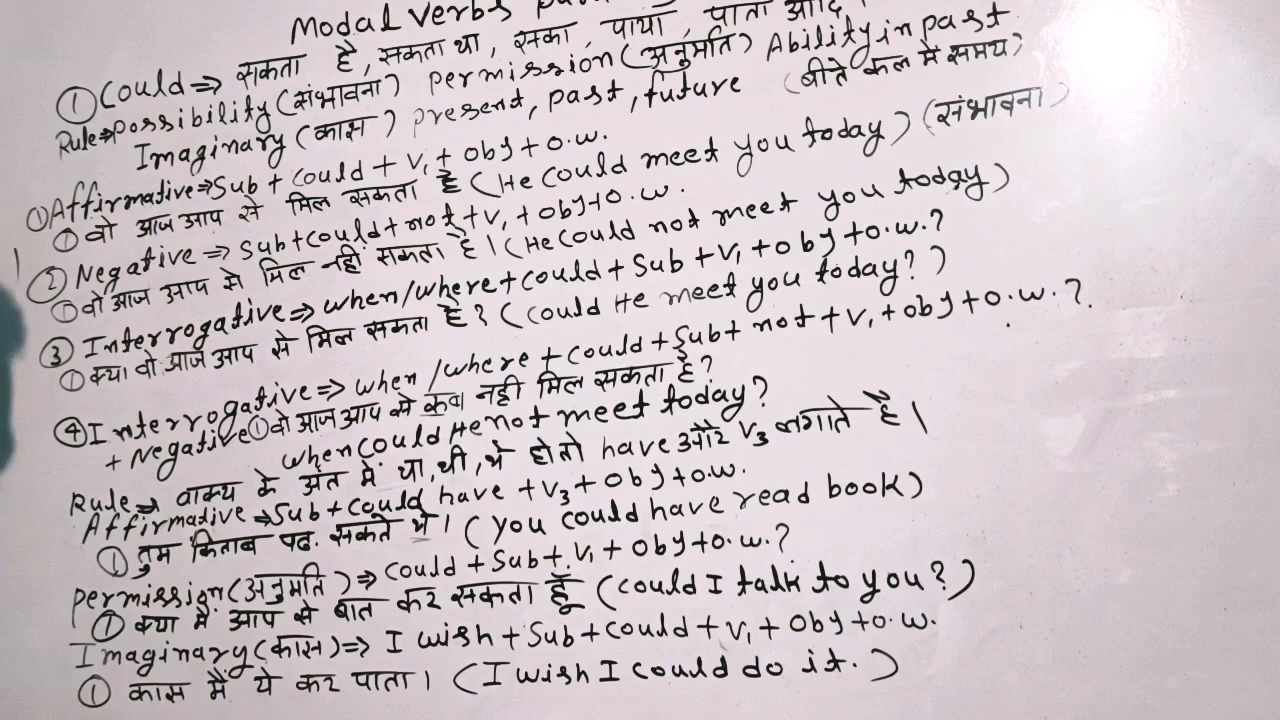 Modal verbs
① Could ⇒ सकता है, सकता था, सका, पाया, पाता आदि।
Rule ⇒ Possibility (संभावना) Permission (अनुमति) Ability in past
Imaginary (कास) present, past, future (बीते कल में समय)
① Affirmative ⇒ Sub + could + V₁ + obj + o.w.
① वो आज आप से मिल सकता है (He could meet you today) (संभावना)
② Negative ⇒ Sub + could + not + V₁ + obj + o.w.
① वो आज आप से मिल नहीं सकता है। (He could not meet you today)
③ Interrogative ⇒ when/where + could + Sub + V₁ + obj + o.w.?
① क्या वो आज आप से मिल सकता है? (Could He meet you today?)
④ Interrogative ⇒ when/where + could + Sub + not + V₁ + obj + o.w.?
+ Negative ① वो आज आप से कब नही मिल सकता है?
when could He not meet today?
Rule ⇒ वाक्य के अंत में था, थी, थे हो तो have और V₃ लगाते है।
Affirmative ⇒ Sub + could have + V₃ + obj + o.w.
① तुम किताब पढ. सकते थे। (you could have read book)
permission (अनुमति) ⇒ could + Sub + V₁ + obj + o.w.?
① क्या मैं आप से बात कर सकता हूँ (could I talk to you?)
Imaginary (कास) ⇒ I wish + Sub + could + V₁ + obj + o.w.
① कास मैं ये कर पाता। (I wish I could do it.)